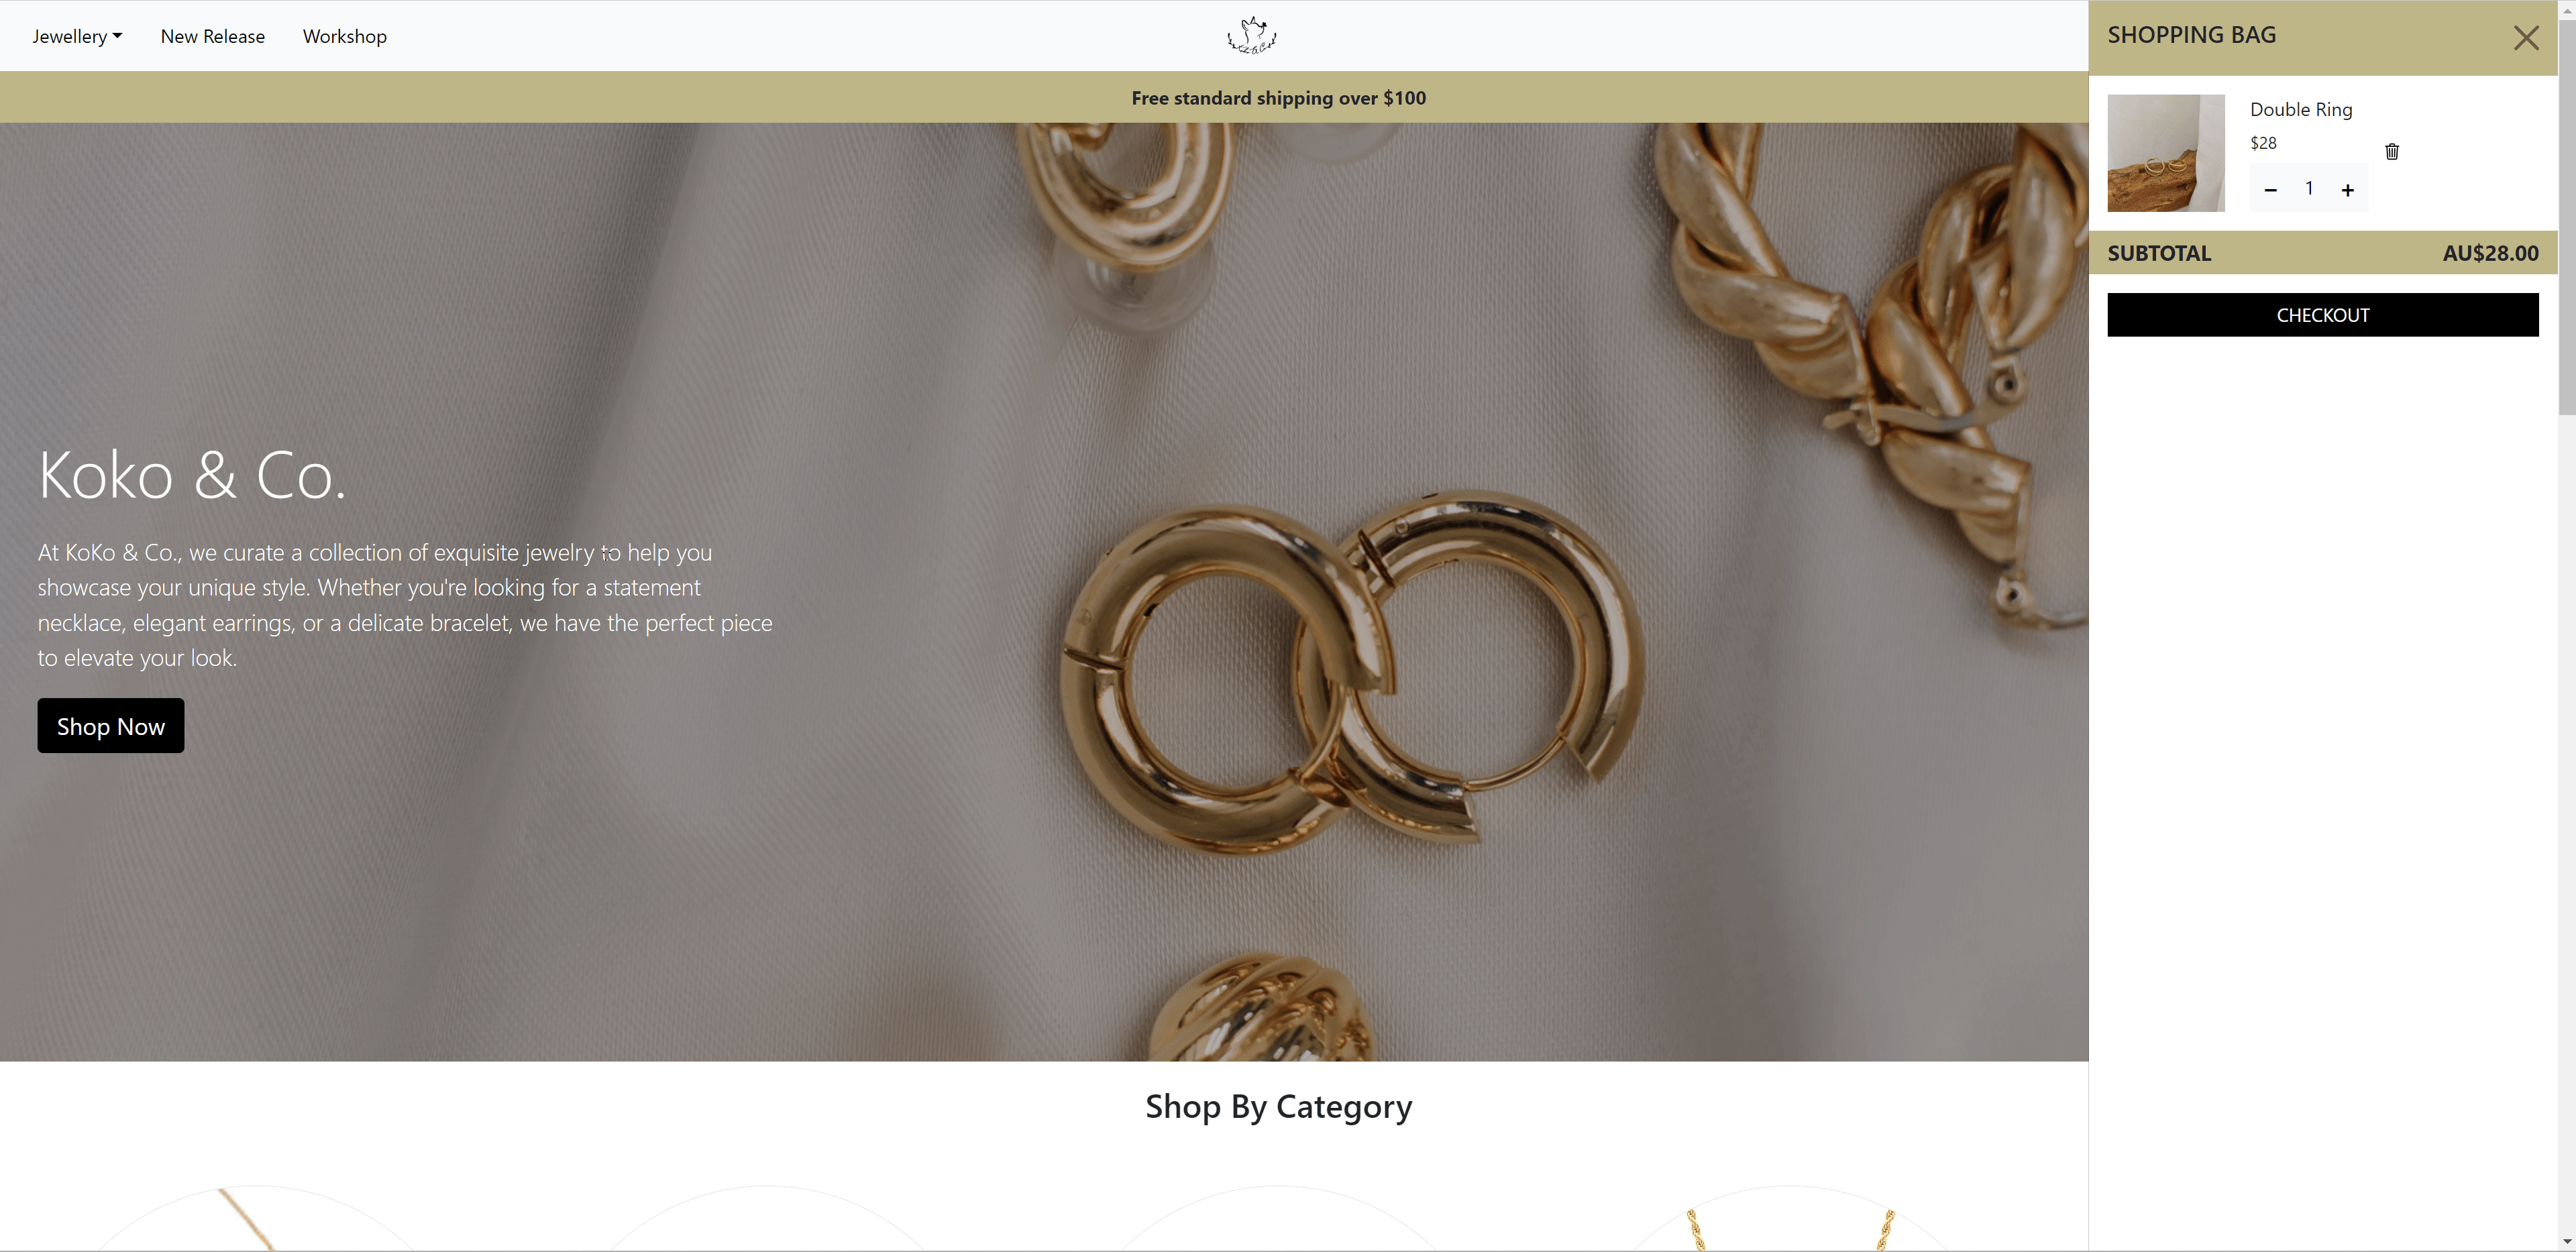 Jewellery
New Release
Workshop
Free standard shipping over $100
Koko & Co.
At KoKo & Co., we curate a collection of exquisite jewelry to help you
showcase your unique style. Whether you're looking for a statement
necklace, elegant earrings, or a delicate bracelet, we have the perfect piece
to elevate your look.
Shop Now
Shop By Category
SHOPPING BAG
Double Ring
$28
1
SUBTOTAL AU$28.00
CHECKOUT